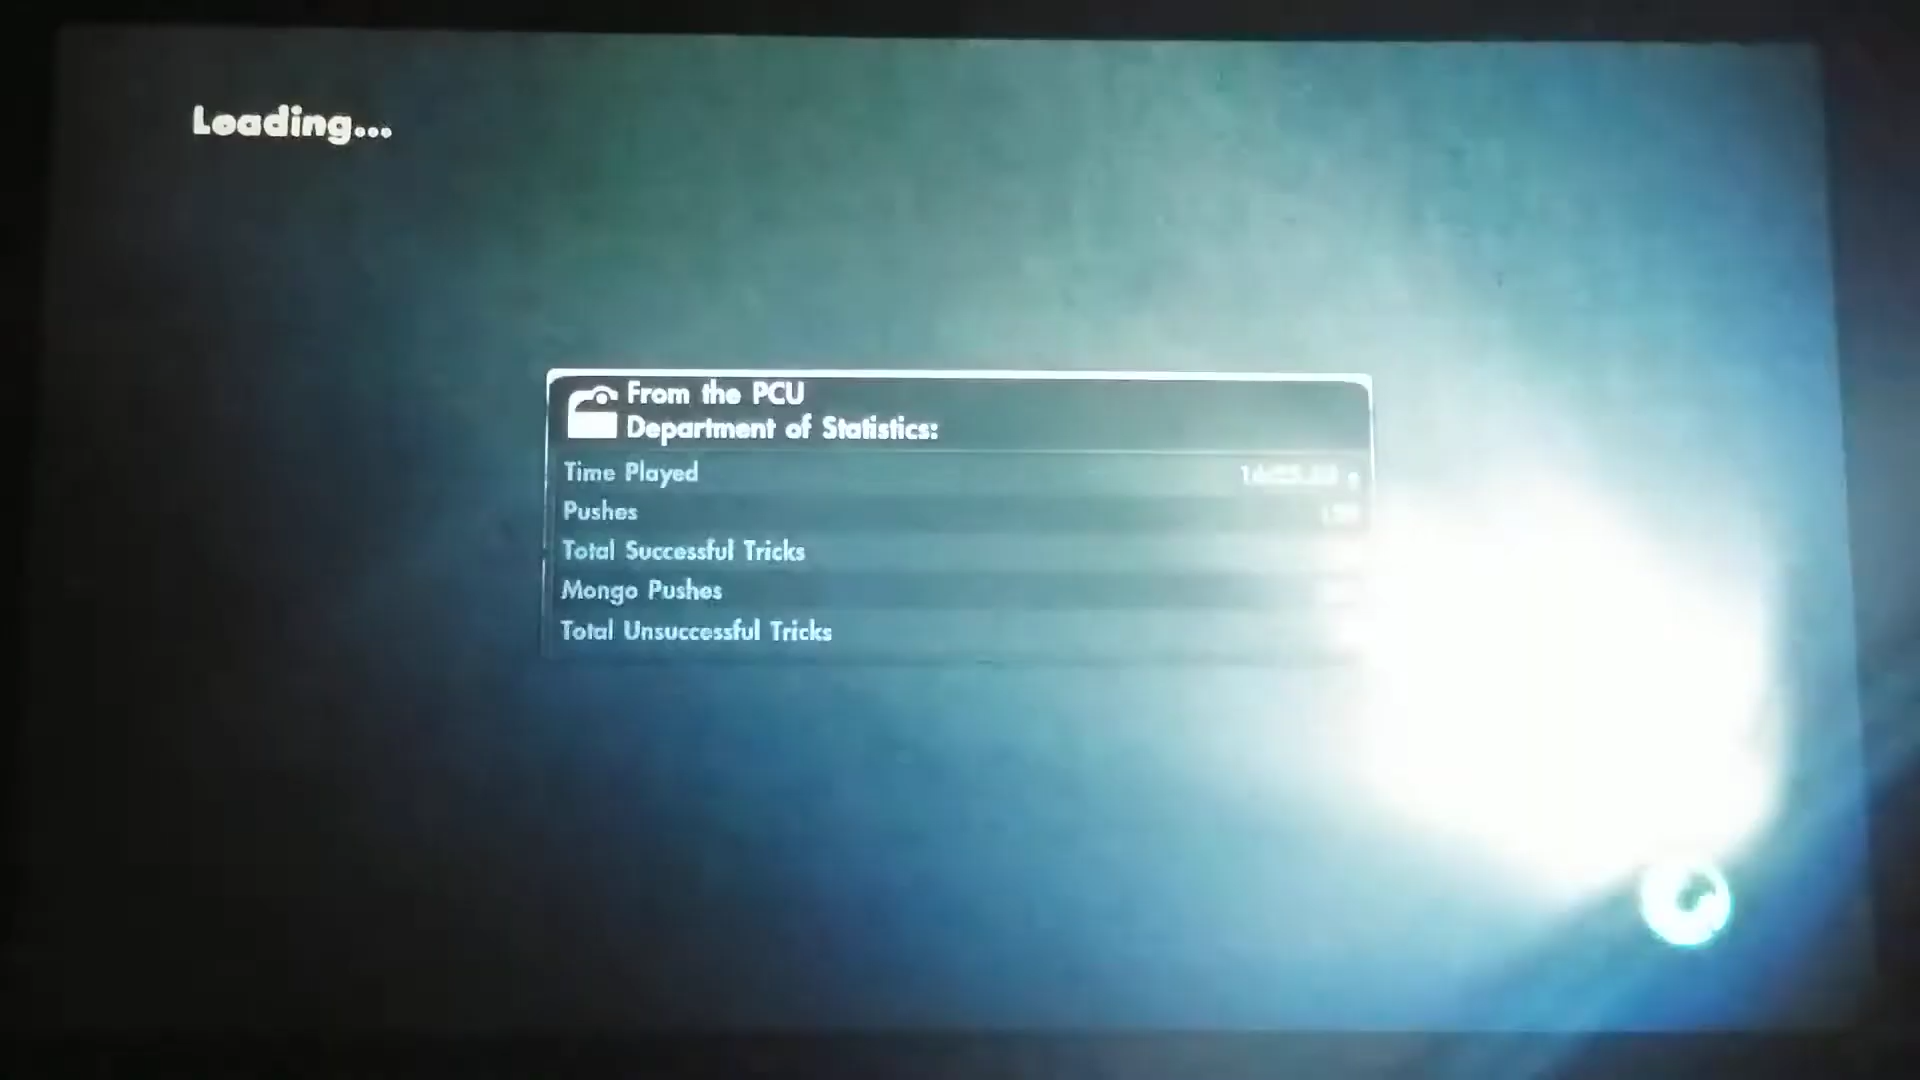 Loading...
From the PCU
Department of Statistics:
Time Played
Pushes
Total Successful Tricks
Mongo Pushes
Total Unsuccessful Tricks